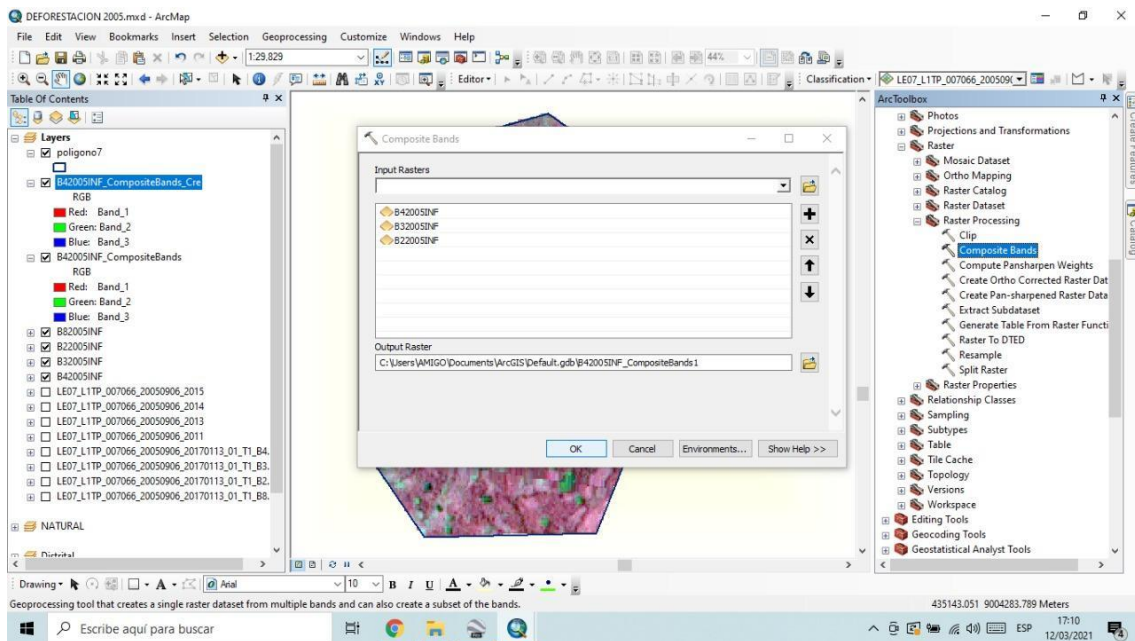 DEFORESTACION 2005.mxd - ArcMap
File Edit View Bookmarks Insert Selection Geoprocessing Customize Windows Help
1:29,829
44%
Editor
Classification
LE07_L1TP_007066_200509(
Table Of Contents
Layers
poligono7
B42005INF_CompositeBands_Cre
RGB
Red: Band_1
Green: Band_2
Blue: Band_3
B42005INF_CompositeBands
RGB
Red: Band_1
Green: Band_2
Blue: Band_3
B82005INF
B22005INF
B32005INF
B42005INF
LE07_L1TP_007066_20050906_2015
LE07_L1TP_007066_20050906_2014
LE07_L1TP_007066_20050906_2013
LE07_L1TP_007066_20050906_2011
LE07_L1TP_007066_20050906_20170113_01_T1_B4.
LE07_L1TP_007066_20050906_20170113_01_T1_B3.
LE07_L1TP_007066_20050906_20170113_01_T1_B2.
LE07_L1TP_007066_20050906_20170113_01_T1_B8.
NATURAL
Distrital
Composite Bands
Input Rasters
B42005INF
B32005INF
B22005INF
Output Raster
C:\Users\AMIGO\Documents\ArcGIS\Default.gdb\B42005INF_CompositeBands1
OK Cancel Environments... Show Help >>
ArcToolbox
Photos
Projections and Transformations
Raster
Mosaic Dataset
Ortho Mapping
Raster Catalog
Raster Dataset
Raster Processing
Clip
Composite Bands
Compute Pansharpen Weights
Create Ortho Corrected Raster Dat
Create Pan-sharpened Raster Data
Extract Subdataset
Generate Table From Raster Functi
Raster To DTED
Resample
Split Raster
Raster Properties
Relationship Classes
Sampling
Subtypes
Table
Tile Cache
Topology
Versions
Workspace
Editing Tools
Geocoding Tools
Geostatistical Analyst Tools
Create Features
Catalog
Drawing A Arial 10 B I U A
Geoprocessing tool that creates a single raster dataset from multiple bands and can also create a subset of the bands.
435143.051 9004283.789 Meters
Escribe aquí para buscar
ESP
17:10
12/03/2021
4